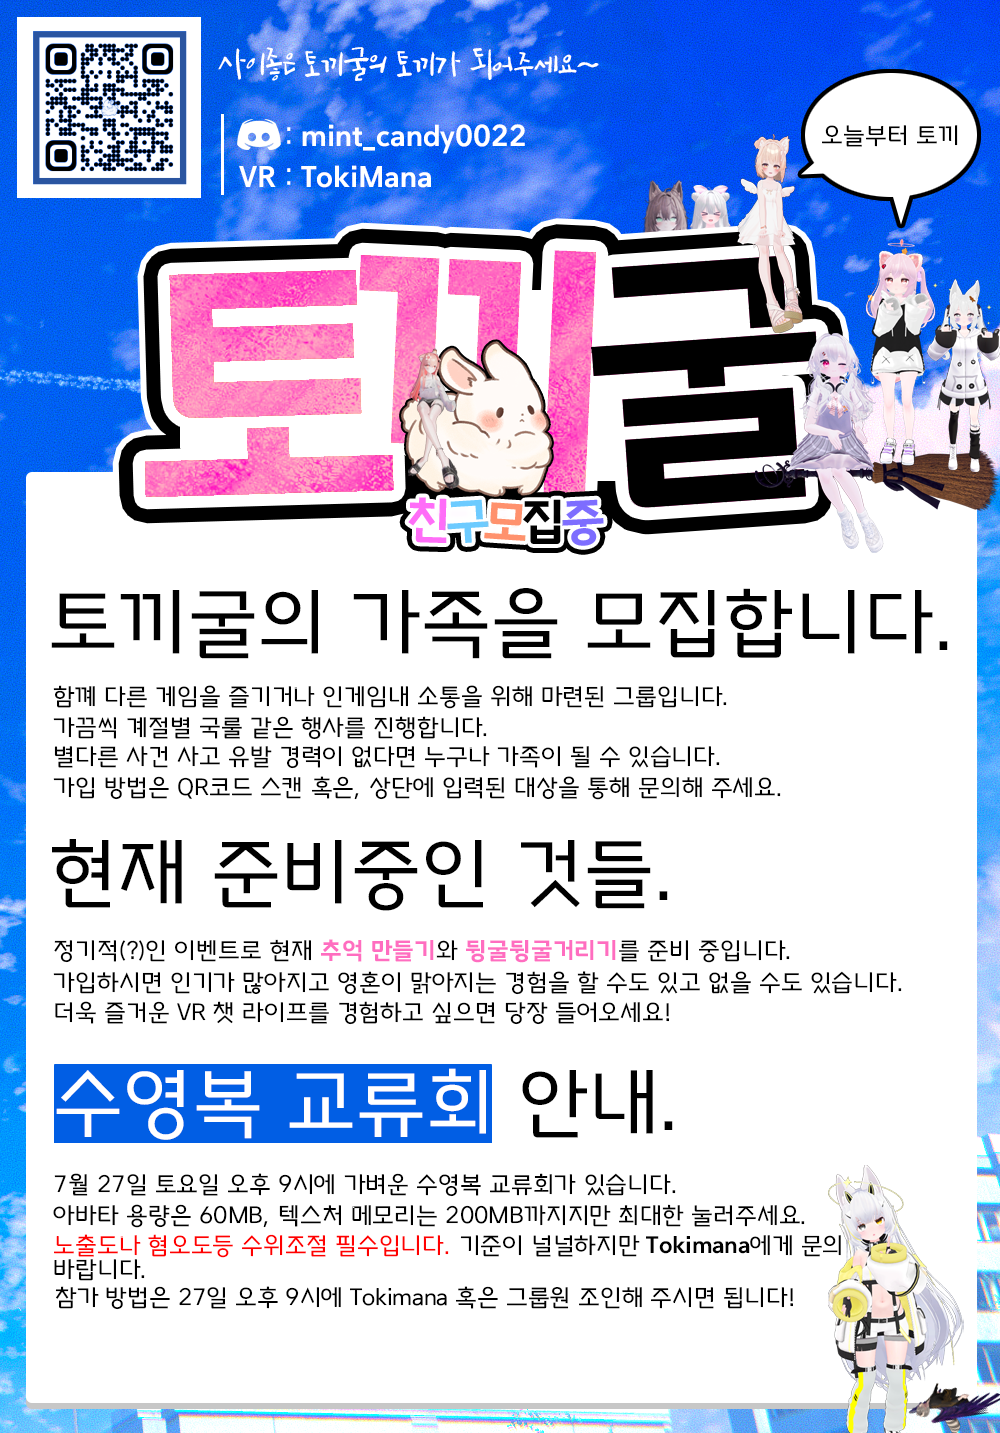 사이좋은 토끼굴의 토끼가 되어주세요~
: mint_candy0022
VR : TokiMana
오늘부터 토끼
토끼굴
친구모집중
토끼굴의 가족을 모집합니다.
함꼐 다른 게임을 즐기거나 인게임내 소통을 위해 마련된 그룹입니다.
가끔씩 계절별 국룰 같은 행사를 진행합니다.
별다른 사건 사고 유발 경력이 없다면 누구나 가족이 될 수 있습니다.
가입 방법은 QR코드 스캔 혹은, 상단에 입력된 대상을 통해 문의해 주세요.
현재 준비중인 것들.
정기적(?)인 이벤트로 현재 추억 만들기와 뒹굴뒹굴거리기를 준비 중입니다.
가입하시면 인기가 많아지고 영혼이 맑아지는 경험을 할 수도 있고 없을 수도 있습니다.
더욱 즐거운 VR 챗 라이프를 경험하고 싶으면 당장 들어오세요!
수영복 교류회 안내.
7월 27일 토요일 오후 9시에 가벼운 수영복 교류회가 있습니다.
아바타 용량은 60MB, 텍스처 메모리는 200MB까지지만 최대한 눌러주세요.
노출도나 혐오도등 수위조절 필수입니다. 기준이 널널하지만 Tokimana에게 문의
바랍니다.
참가 방법은 27일 오후 9시에 Tokimana 혹은 그룹원 조인해 주시면 됩니다!